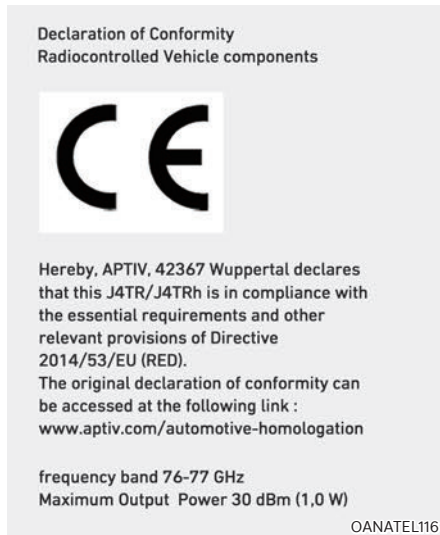 Declaration of Conformity
Radiocontrolled Vehicle components
CE
Hereby, APTIV, 42367 Wuppertal declares
that this J4TR/J4TRh is in compliance with
the essential requirements and other
relevant provisions of Directive
2014/53/EU (RED).
The original declaration of conformity can
be accessed at the following link :
www.aptiv.com/automotive-homologation
frequency band 76-77 GHz
Maximum Output Power 30 dBm (1,0 W)
OANATEL116